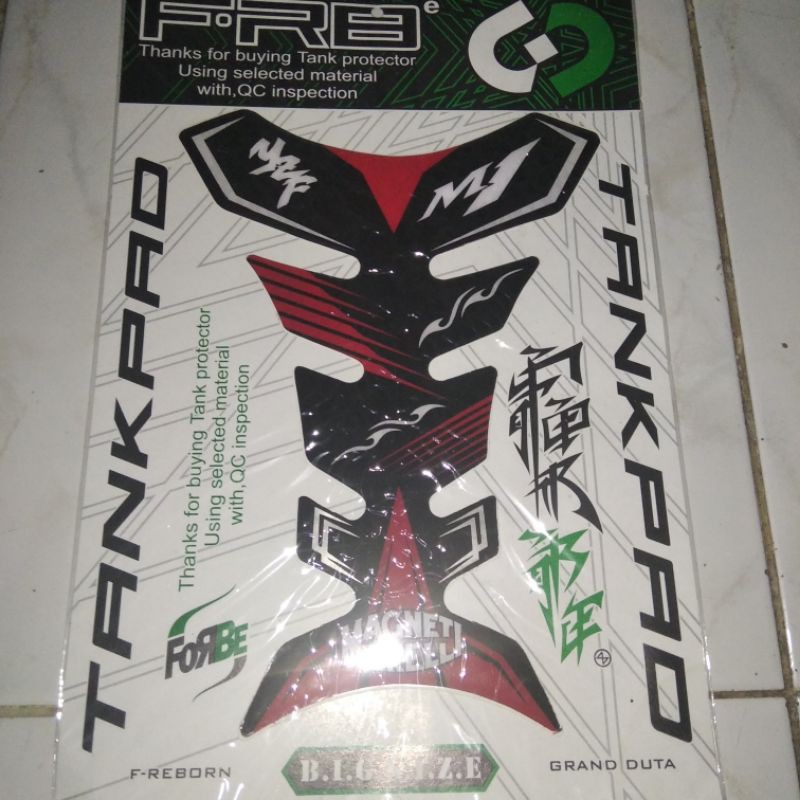 F·RBe
Thanks for buying Tank protector
Using selected material
with,QC inspection
TANKPAD
YZF
M1
TANKPAD
Thanks for buying Tank protector
Using selected material
with,QC inspection
FORBE
MAGNETI
F-REBORN
GRAND DUTA